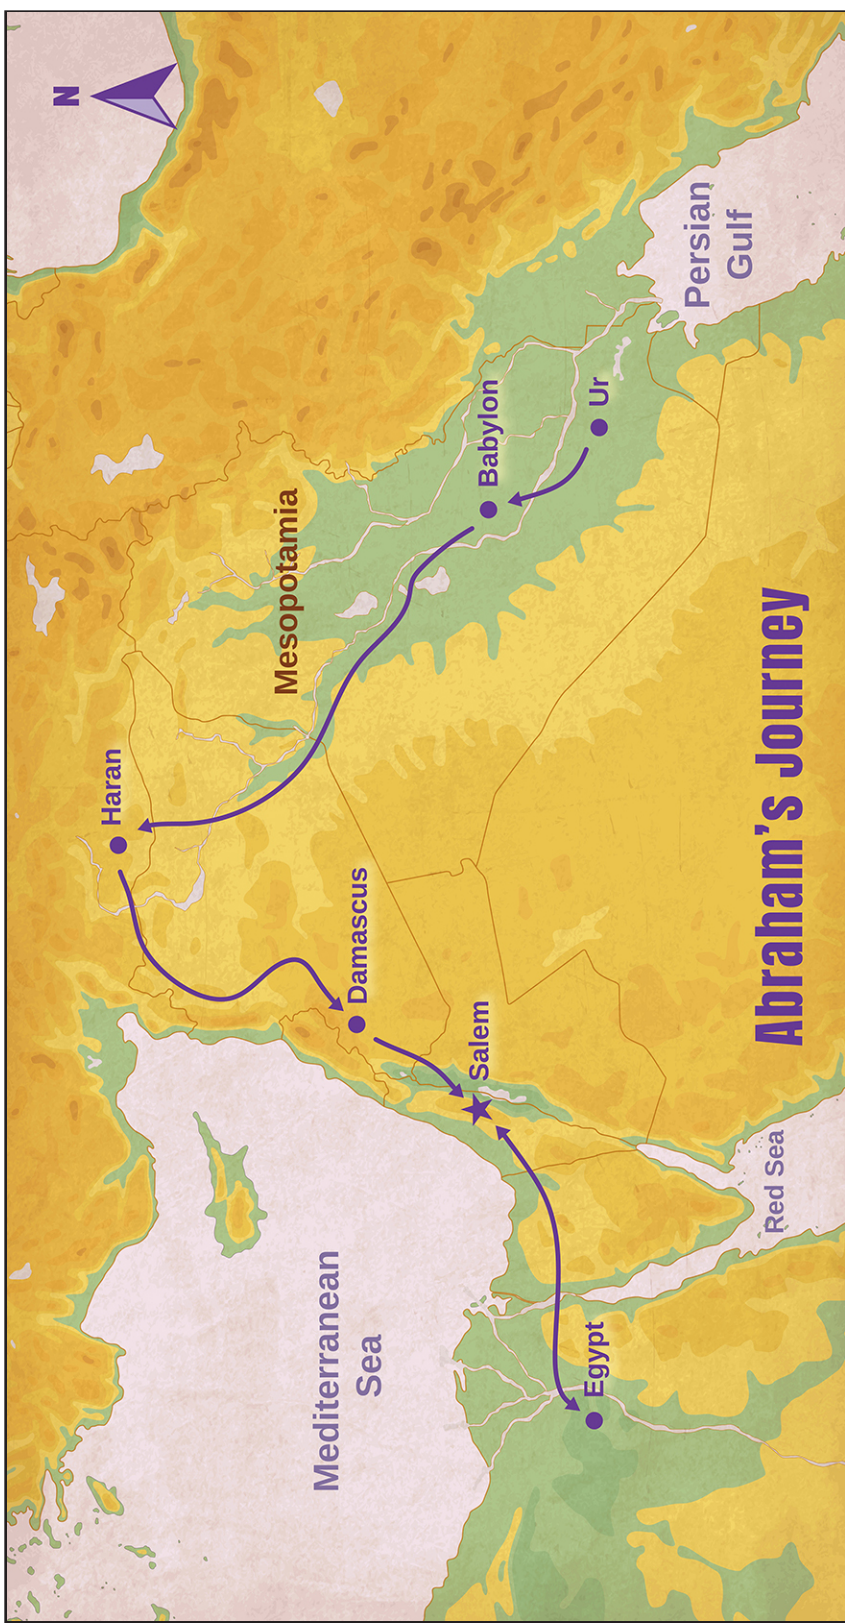 N
Persian
Gulf
Ur
Babylon
Mesopotamia
Haran
Damascus
Salem
Egypt
Mediterranean
Sea
Red Sea
Abraham’s Journey